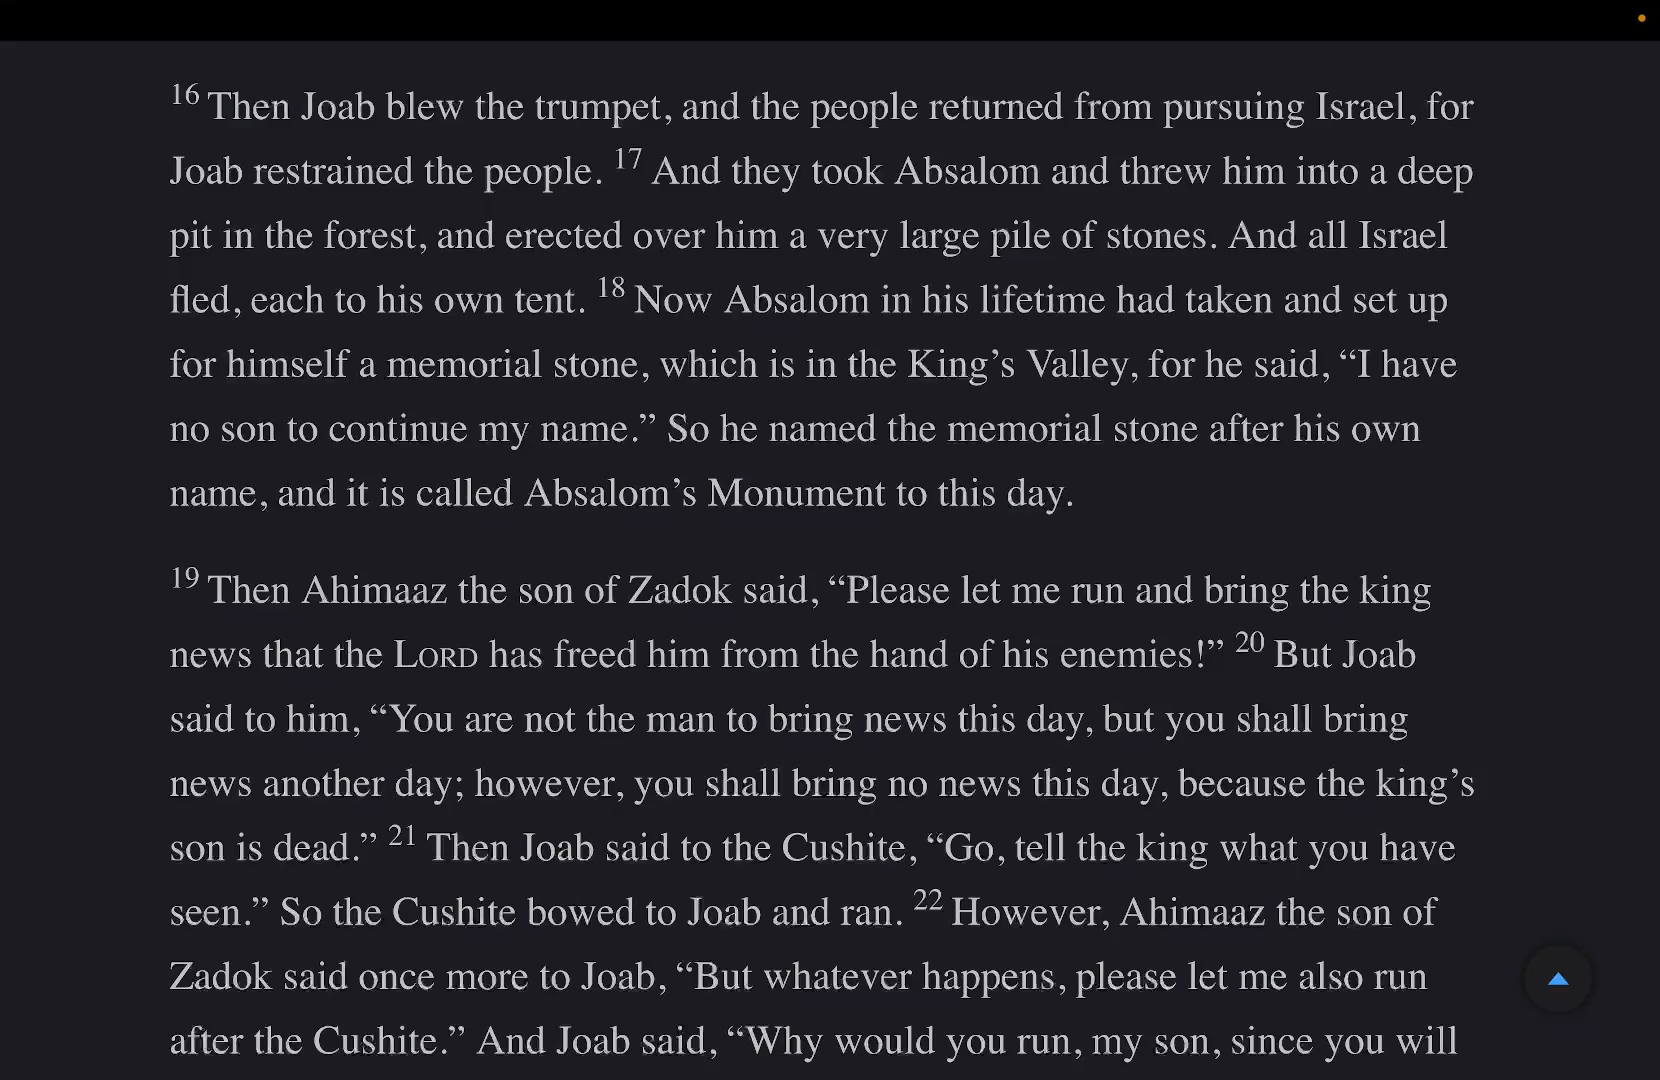 16 Then Joab blew the trumpet, and the people returned from pursuing Israel, for
Joab restrained the people. 17 And they took Absalom and threw him into a deep
pit in the forest, and erected over him a very large pile of stones. And all Israel
fled, each to his own tent. 18 Now Absalom in his lifetime had taken and set up
for himself a memorial stone, which is in the King’s Valley, for he said, “I have
no son to continue my name.” So he named the memorial stone after his own
name, and it is called Absalom’s Monument to this day.
19 Then Ahimaaz the son of Zadok said, “Please let me run and bring the king
news that the LORD has freed him from the hand of his enemies!” 20 But Joab
said to him, “You are not the man to bring news this day, but you shall bring
news another day; however, you shall bring no news this day, because the king’s
son is dead.” 21 Then Joab said to the Cushite, “Go, tell the king what you have
seen.” So the Cushite bowed to Joab and ran. 22 However, Ahimaaz the son of
Zadok said once more to Joab, “But whatever happens, please let me also run
after the Cushite.” And Joab said, “Why would you run, my son, since you will